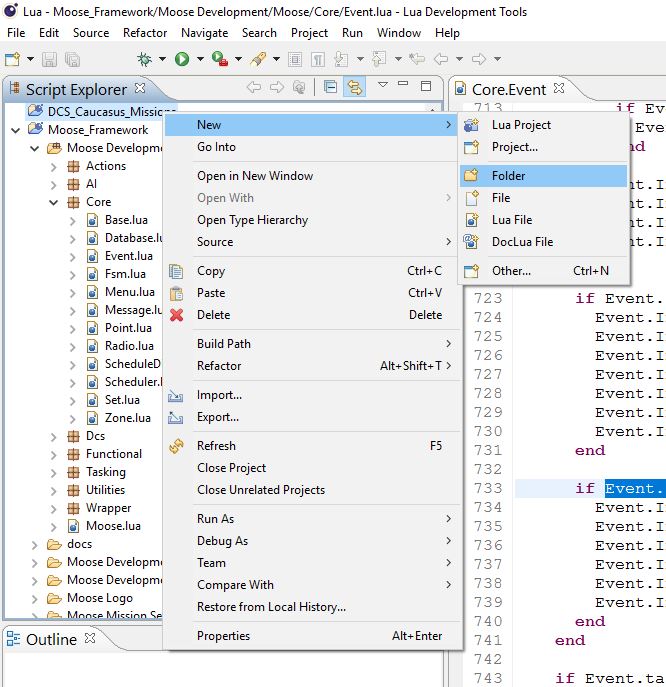 Lua - Moose_Framework/Moose Development/Moose/Core/Event.lua - Lua Development Tools
File Edit Source Refactor Navigate Search Project Run Window Help
Script Explorer
DCS_Caucasus_Missions
Moose_Framework
Moose Developm
Actions
AI
Core
Base.lua
Database.lu
Event.lua
Fsm.lua
Menu.lua
Message.lu
Point.lua
Radio.lua
ScheduleD
Scheduler.l
Set.lua
Zone.lua
Dcs
Functional
Tasking
Utilities
Wrapper
Moose.lua
docs
Moose Developm
Moose Developm
Moose Logo
Moose Mission Se
Outline
New
Go Into
Open in New Window
Open With
Open Type Hierarchy
Source
Copy Ctrl+C
Paste Ctrl+V
Delete Delete
Build Path
Refactor Alt+Shift+T
Import...
Export...
Refresh F5
Close Project
Close Unrelated Projects
Run As
Debug As
Team
Compare With
Restore from Local History...
Properties Alt+Enter
Lua Project
Project...
Folder
File
Lua File
DocLua File
Other... Ctrl+N
Core.Event
713 if Ev
Ev
end
Event.I
Event.I
Event.I
Event.I
723 if Event.
724 Event.I
725 Event.I
726 Event.I
727 Event.I
728 Event.I
729 Event.I
730 Event.I
731 end
732
733 if Event.
734 Event.I
735 Event.I
736 Event.I
737 Event.I
738 Event.I
739 Event.I
740 end
741 end
742
743 if Event.ta